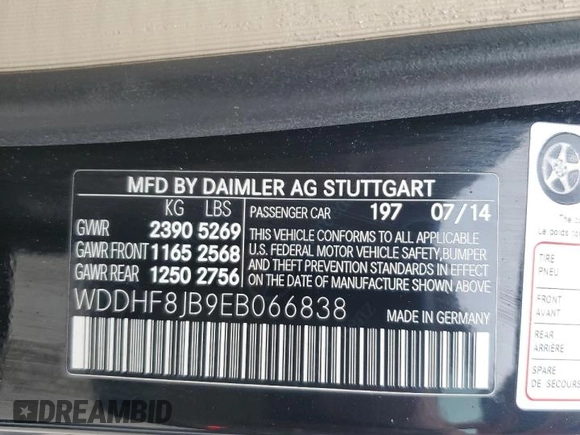 MFD BY DAIMLER AG STUTTGART
KG LBS
GVWR 2390 5269
GAWR FRONT 1165 2568
GAWR REAR 1250 2756
PASSENGER CAR 197 07/14
THIS VEHICLE CONFORMS TO ALL APPLICABLE
U.S. FEDERAL MOTOR VEHICLE SAFETY, BUMPER
AND THEFT PREVENTION STANDARDS IN EFFECT
ON THE DATE OF MANUFACTURE SHOWN ABOVE
MADE IN GERMANY
WDDHF8JB9EB066838
TIRE
PNEU
FRONT
AVANT
REAR
ARRIÈRE
SPARE
DE SECOURS
DREAMBID